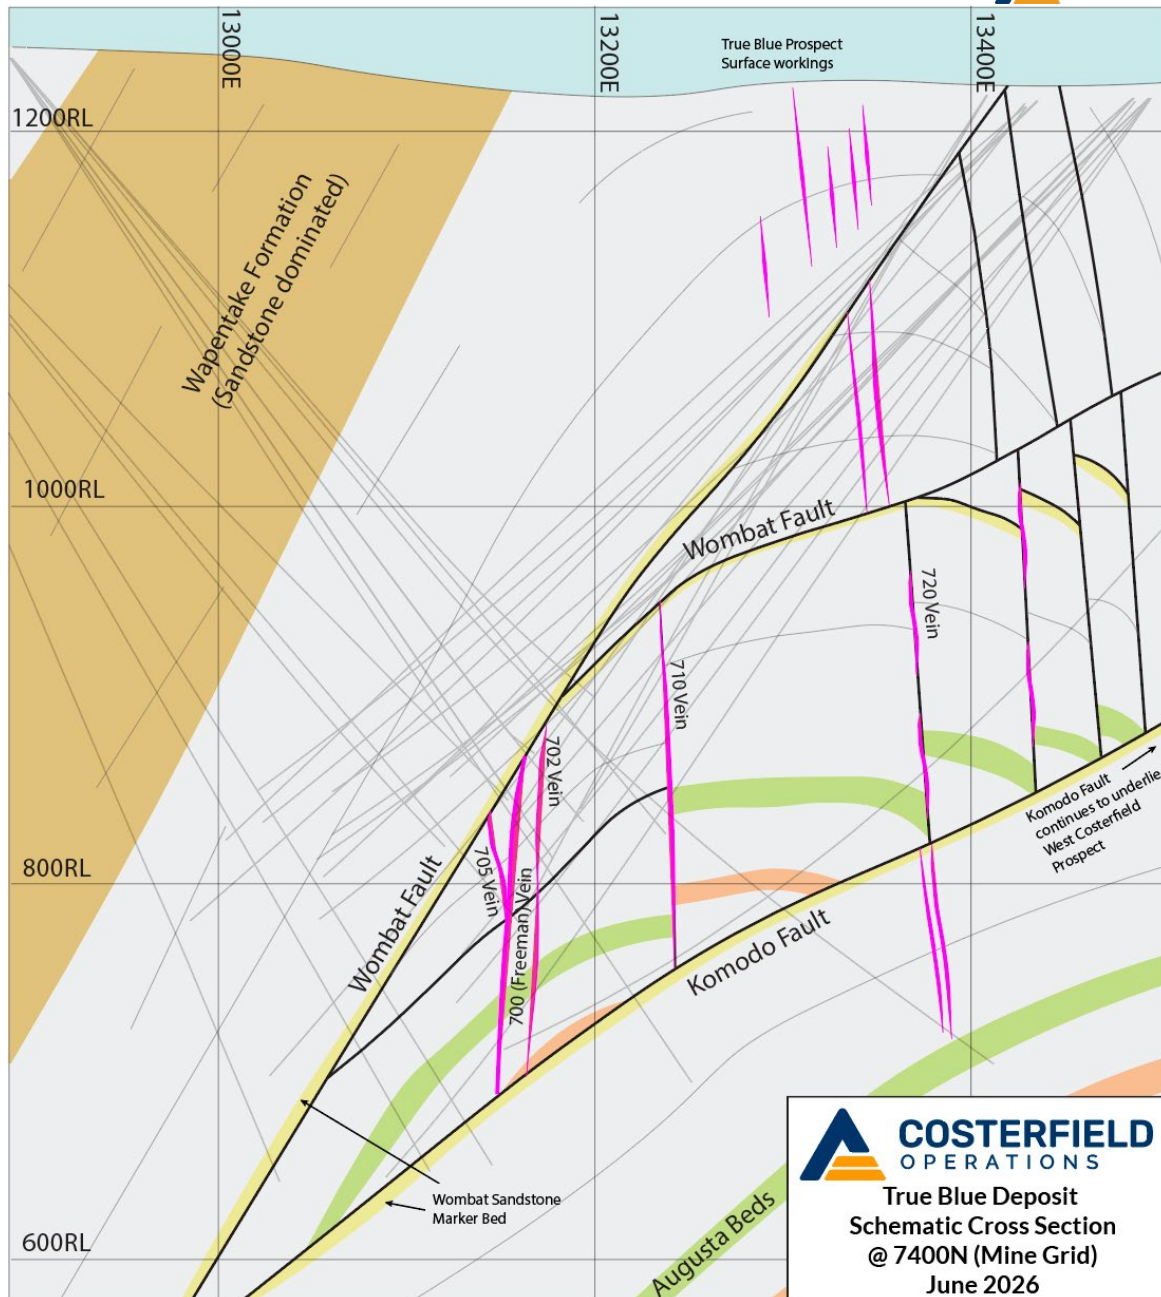 13000E
13200E
13400E
True Blue Prospect
Surface workings
1200RL
Wapentake Formation
(Sandstone dominated)
1000RL
Wombat Fault
720 Vein
710 Vein
702 Vein
705 Vein
700 (Freeman) Vein
800RL
Wombat Fault
Komodo Fault
Komodo Fault
continues to underlie
West Costerfield
Prospect
Wombat Sandstone
Marker Bed
600RL
Augusta Beds
COSTERFIELD
OPERATIONS
True Blue Deposit
Schematic Cross Section
@ 7400N (Mine Grid)
June 2026